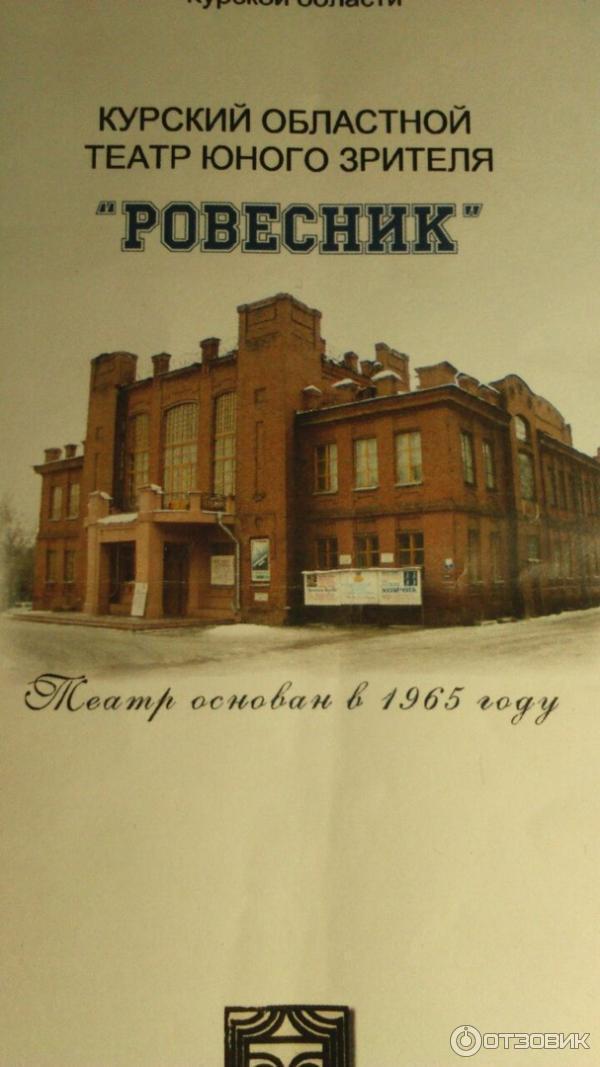 Курской области
КУРСКИЙ ОБЛАСТНОЙ
ТЕАТР ЮНОГО ЗРИТЕЛЯ
"РОВЕСНИК"
Театр основан в 1965 году
ОТЗОВИК